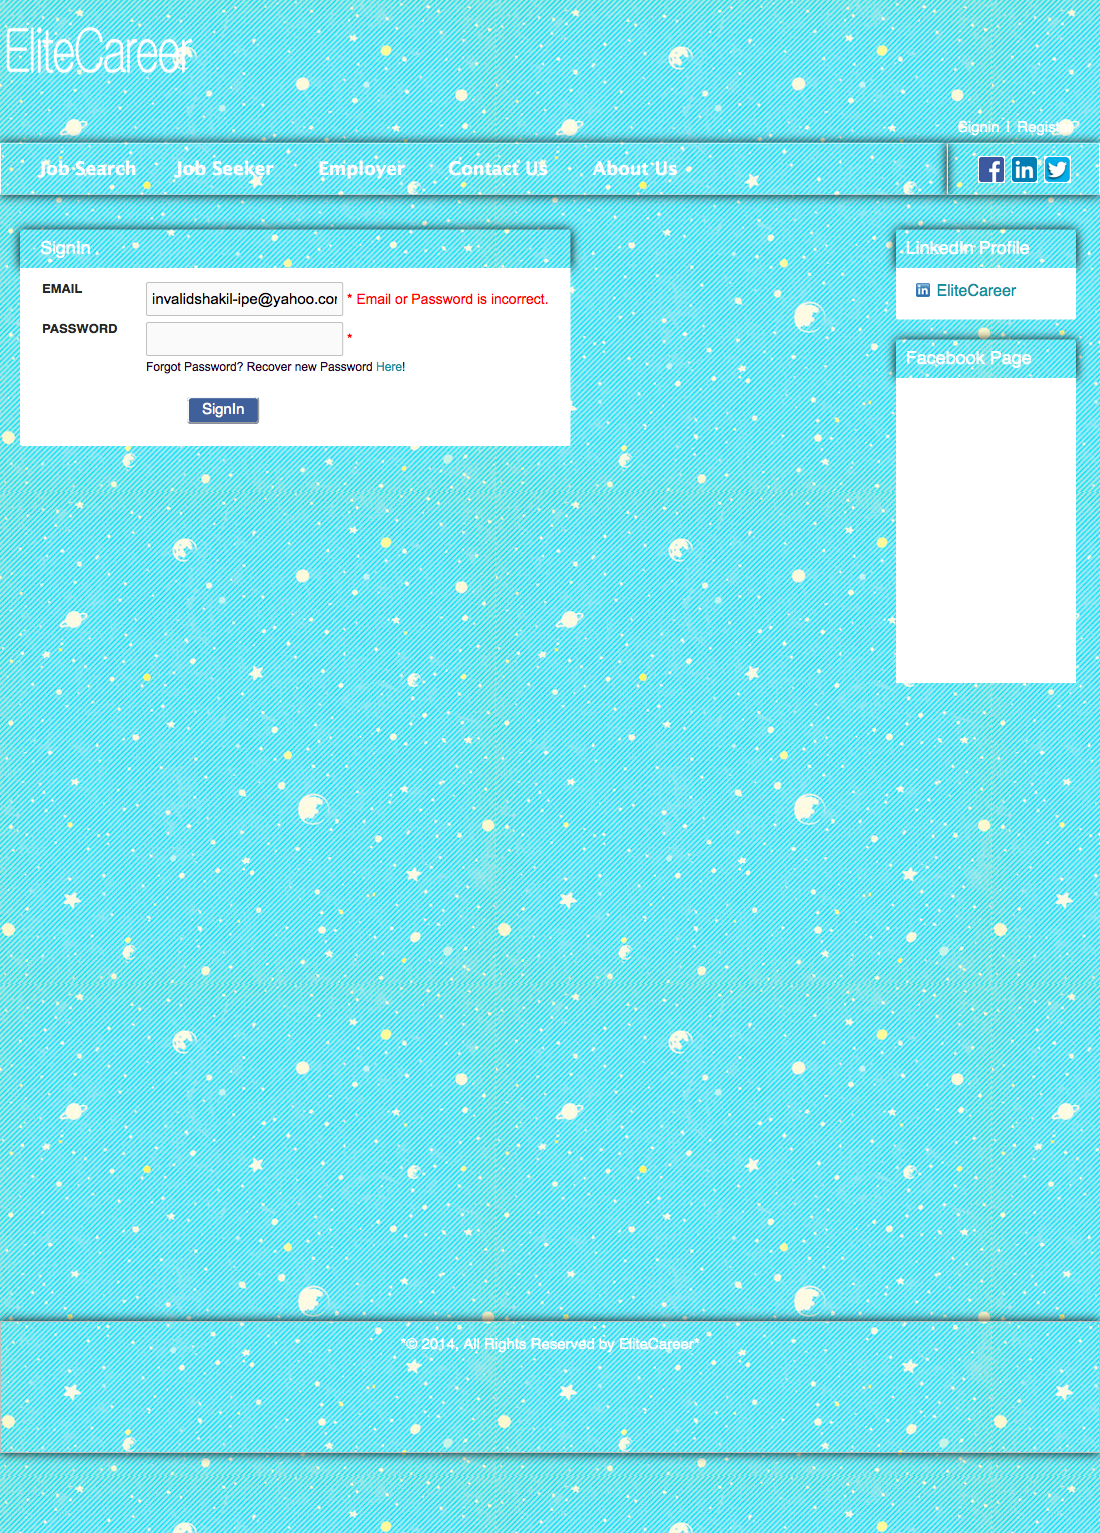 EliteCareer
Signin | Register
Job Search Job Seeker Employer Contact US About Us
SignIn
EMAIL
invalidshakil-ipe@yahoo.com
* Email or Password is incorrect.
PASSWORD
*
Forgot Password? Recover new Password Here!
SignIn
LinkedIn Profile
EliteCareer
Facebook Page
"© 2014, All Rights Reserved by EliteCareer"